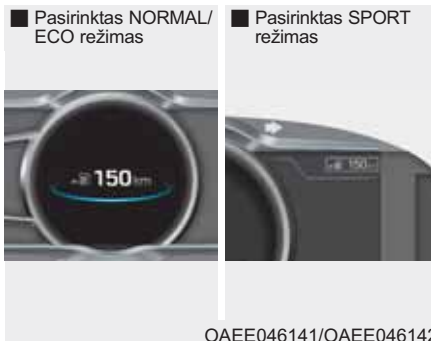 Pasirinktas NORMAL/
ECO režimas
150 km
Pasirinktas SPORT
režimas
150
OAEE046141/OAEE046142